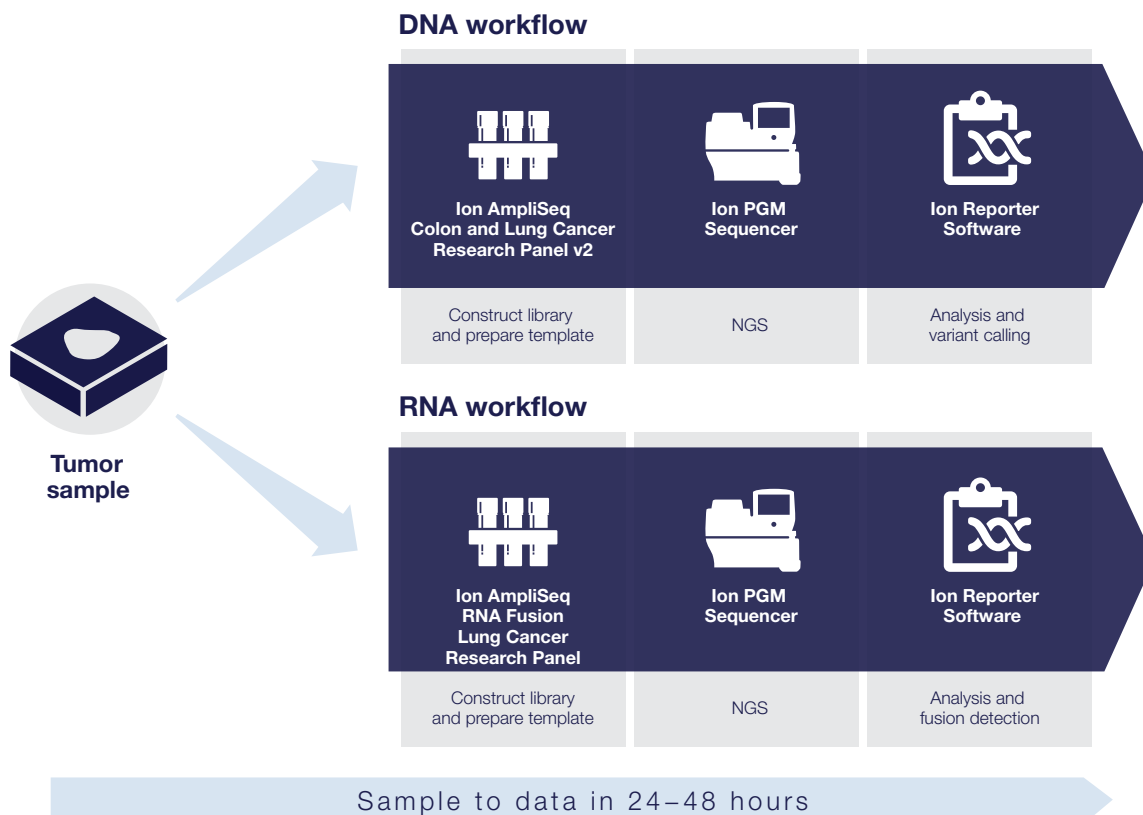 DNA workflow
Ion AmpliSeq
Colon and Lung Cancer
Research Panel v2
Ion PGM
Sequencer
Ion Reporter
Software
Construct library
and prepare template
NGS
Analysis and
variant calling
Tumor
sample
RNA workflow
Ion AmpliSeq
RNA Fusion
Lung Cancer
Research Panel
Ion PGM
Sequencer
Ion Reporter
Software
Construct library
and prepare template
NGS
Analysis and
fusion detection
Sample to data in 24–48 hours